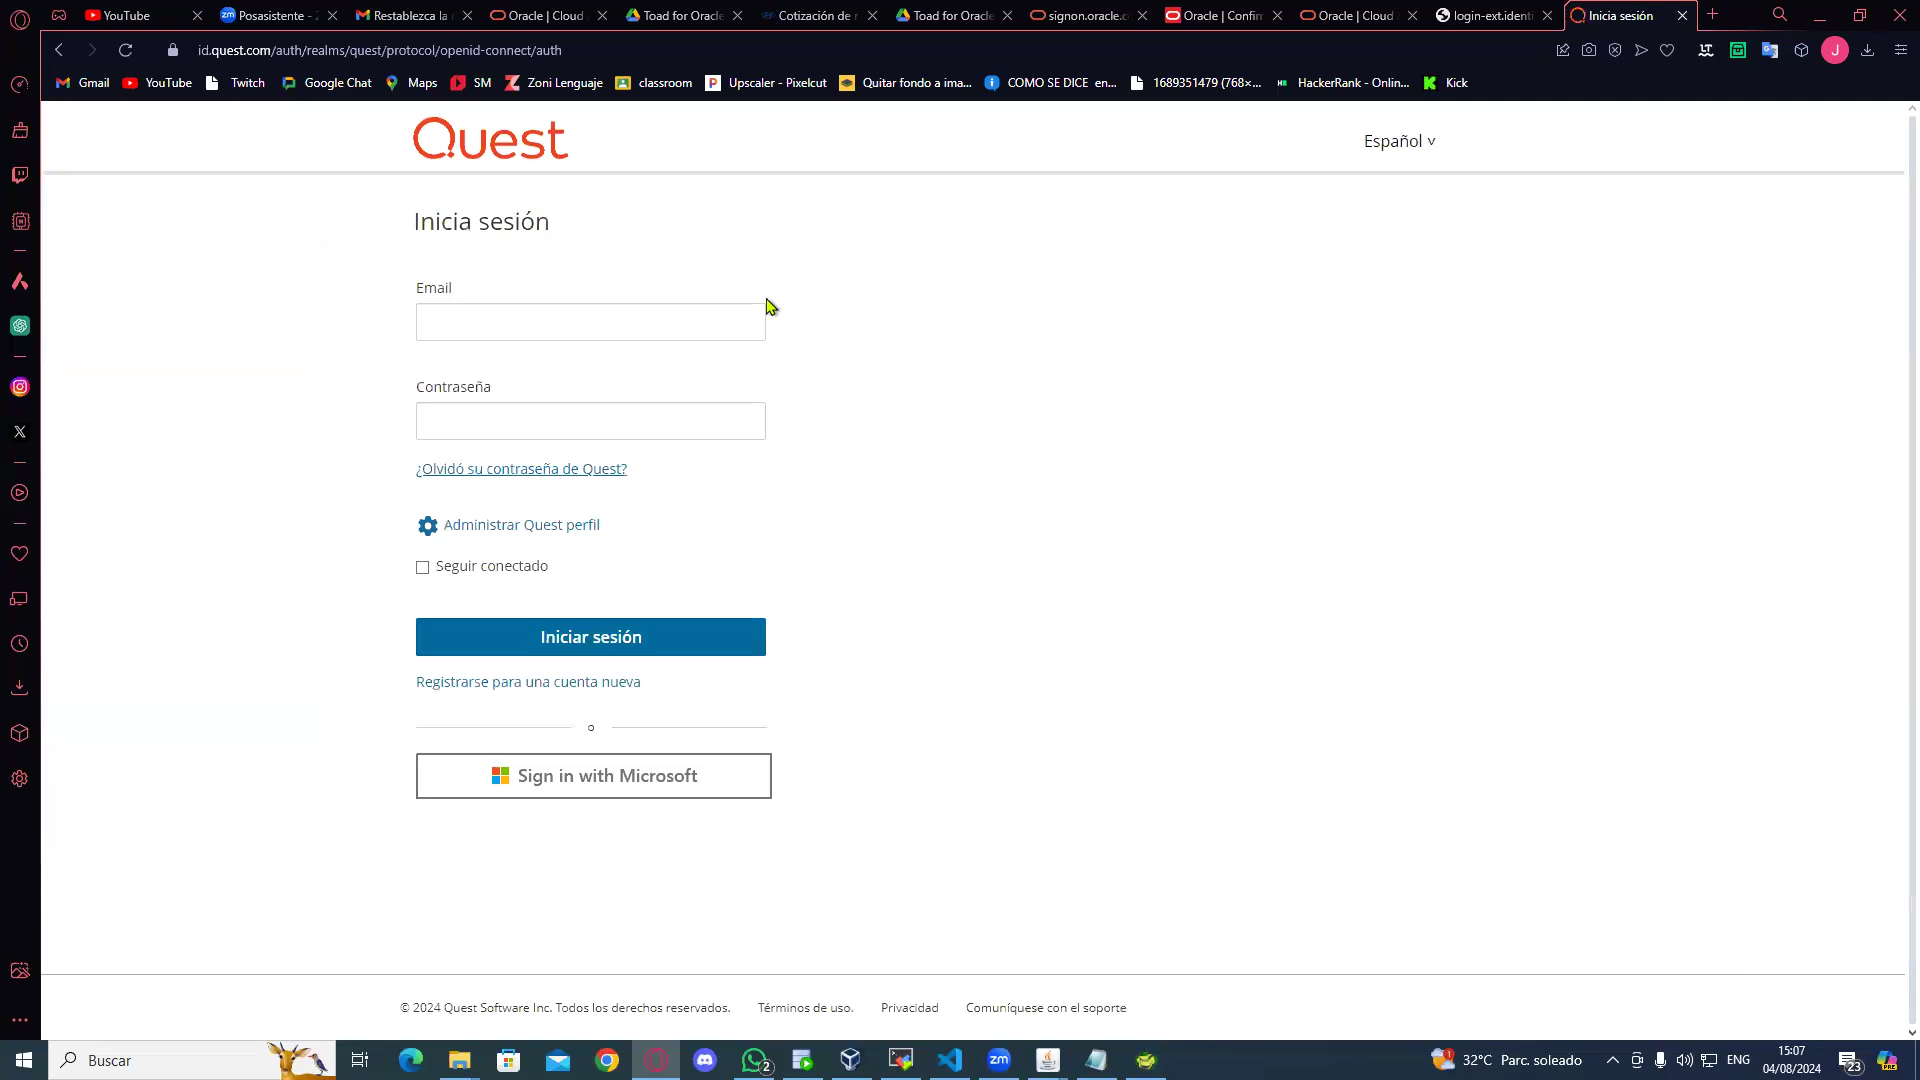 YouTube
Posasistente - Z
Restablezca la c
Oracle | Cloud
Toad for Oracle
Cotización de r
Toad for Oracle
signon.oracle.c
Oracle | Confirm
Oracle | Cloud
login-ext.identi
Inicia sesión
id.quest.com/auth/realms/quest/protocol/openid-connect/auth
Gmail
YouTube
Twitch
Google Chat
Maps
SM
Zoni Lenguaje
classroom
Upscaler - Pixelcut
Quitar fondo a ima...
COMO SE DICE en...
1689351479 (768×...
HackerRank - Onlin...
Kick
Quest
Español
Inicia sesión
Email
Contraseña
¿Olvidó su contraseña de Quest?
Administrar Quest perfil
Seguir conectado
Iniciar sesión
Registrarse para una cuenta nueva
o
Sign in with Microsoft
© 2024 Quest Software Inc. Todos los derechos reservados.
Términos de uso.
Privacidad
Comuníquese con el soporte
Buscar
32°C Parc. soleado
ENG
15:07
04/08/2024